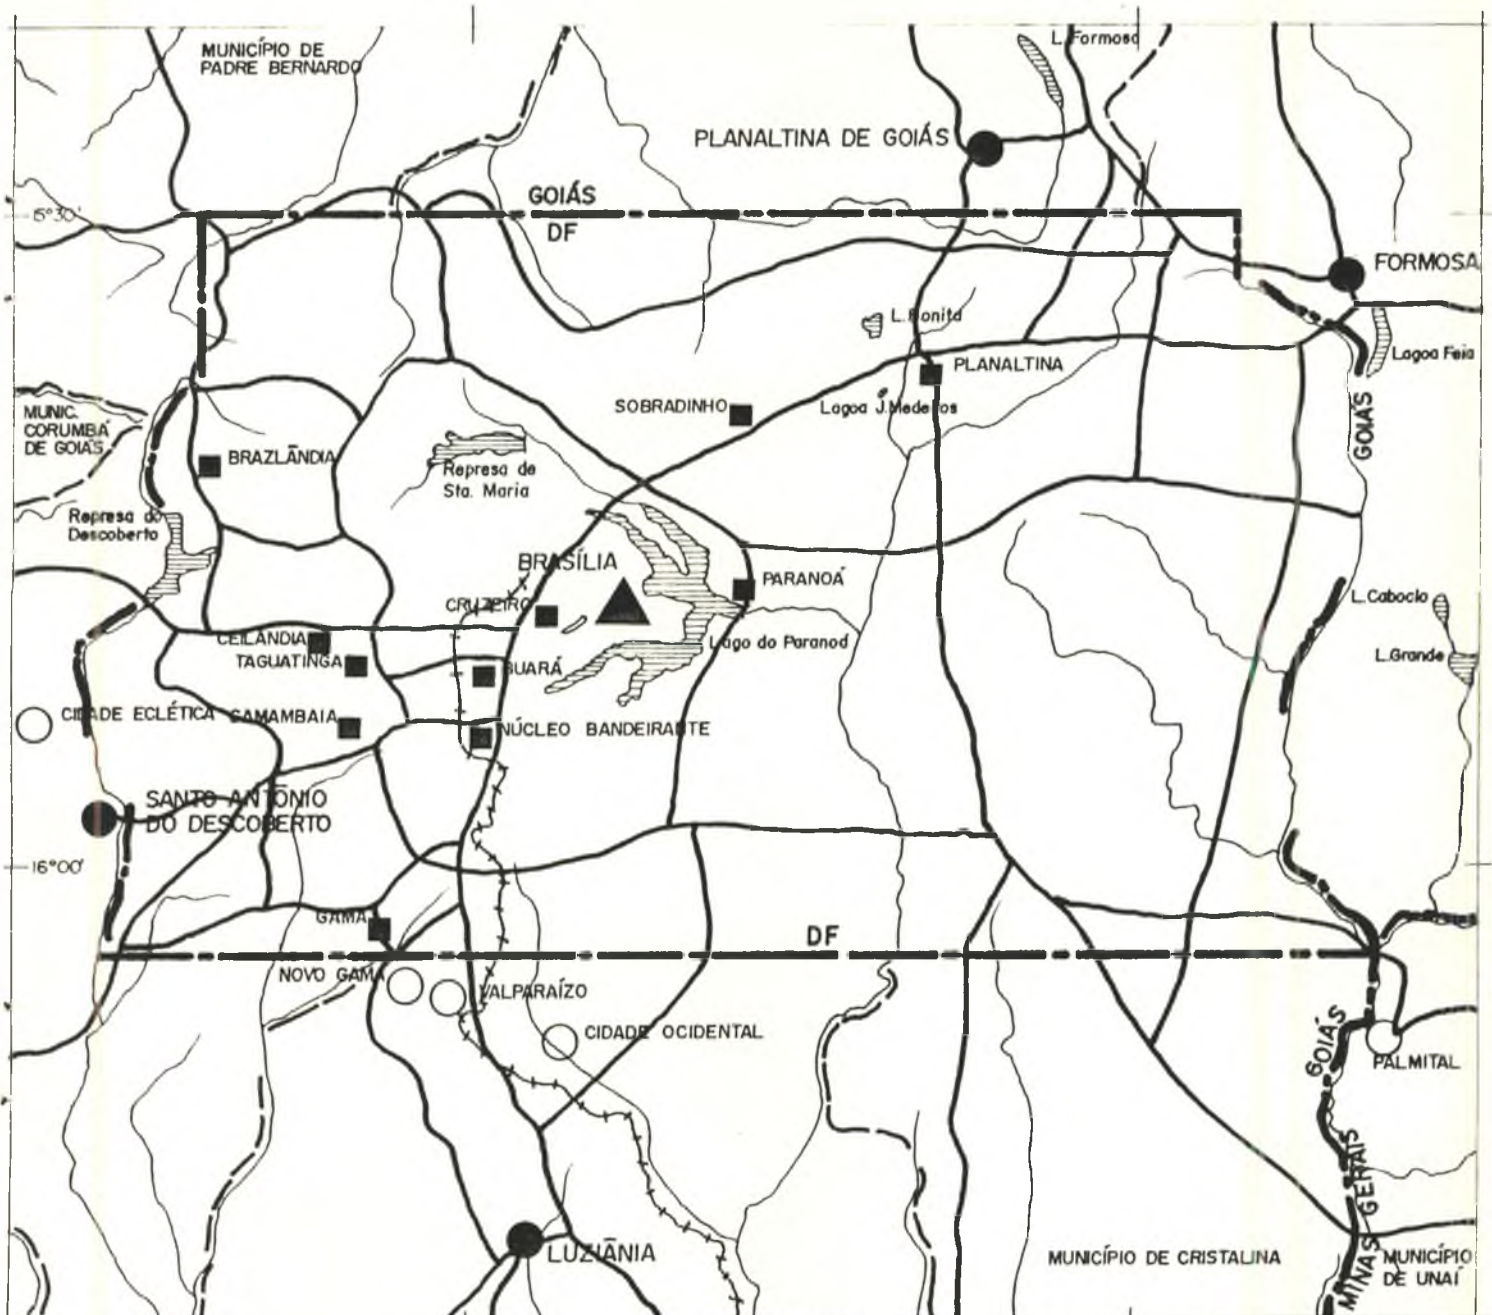 MUNICÍPIO DE
PADRE BERNARDO
L. Formosa
PLANALTINA DE GOIÁS
GOIÁS
DF
6°30'
FORMOSA
L. Bonita
Lagoa Feia
PLANALTINA
Lagoa J. Medeiros
SOBRADINHO
MUNIC.
CORUMBÁ
DE GOIÁS
GOIÁS
BRAZLÂNDIA
Represa de
Sta. Maria
Represa do
Descoberto
BRASÍLIA
PARANOÁ
CRUZEIRO
L. Caboclo
CEILANDIA
TAGUATINGA
Lago do Paranoá
L. Grande
GUARÁ
CIDADE ECLÉTICA
SAMAMBAIA
NÚCLEO BANDEIRANTE
SANTO ANTÔNIO
DO DESCOBERTO
16°00'
GAMA
DF
NOVO GAMA
VALPARAÍZO
CIDADE OCIDENTAL
GOIÁS
PALMITAL
MINAS GERAIS
LUZIÂNIA
MUNICÍPIO DE CRISTALINA
MUNICÍPIO
DE UNAÍ